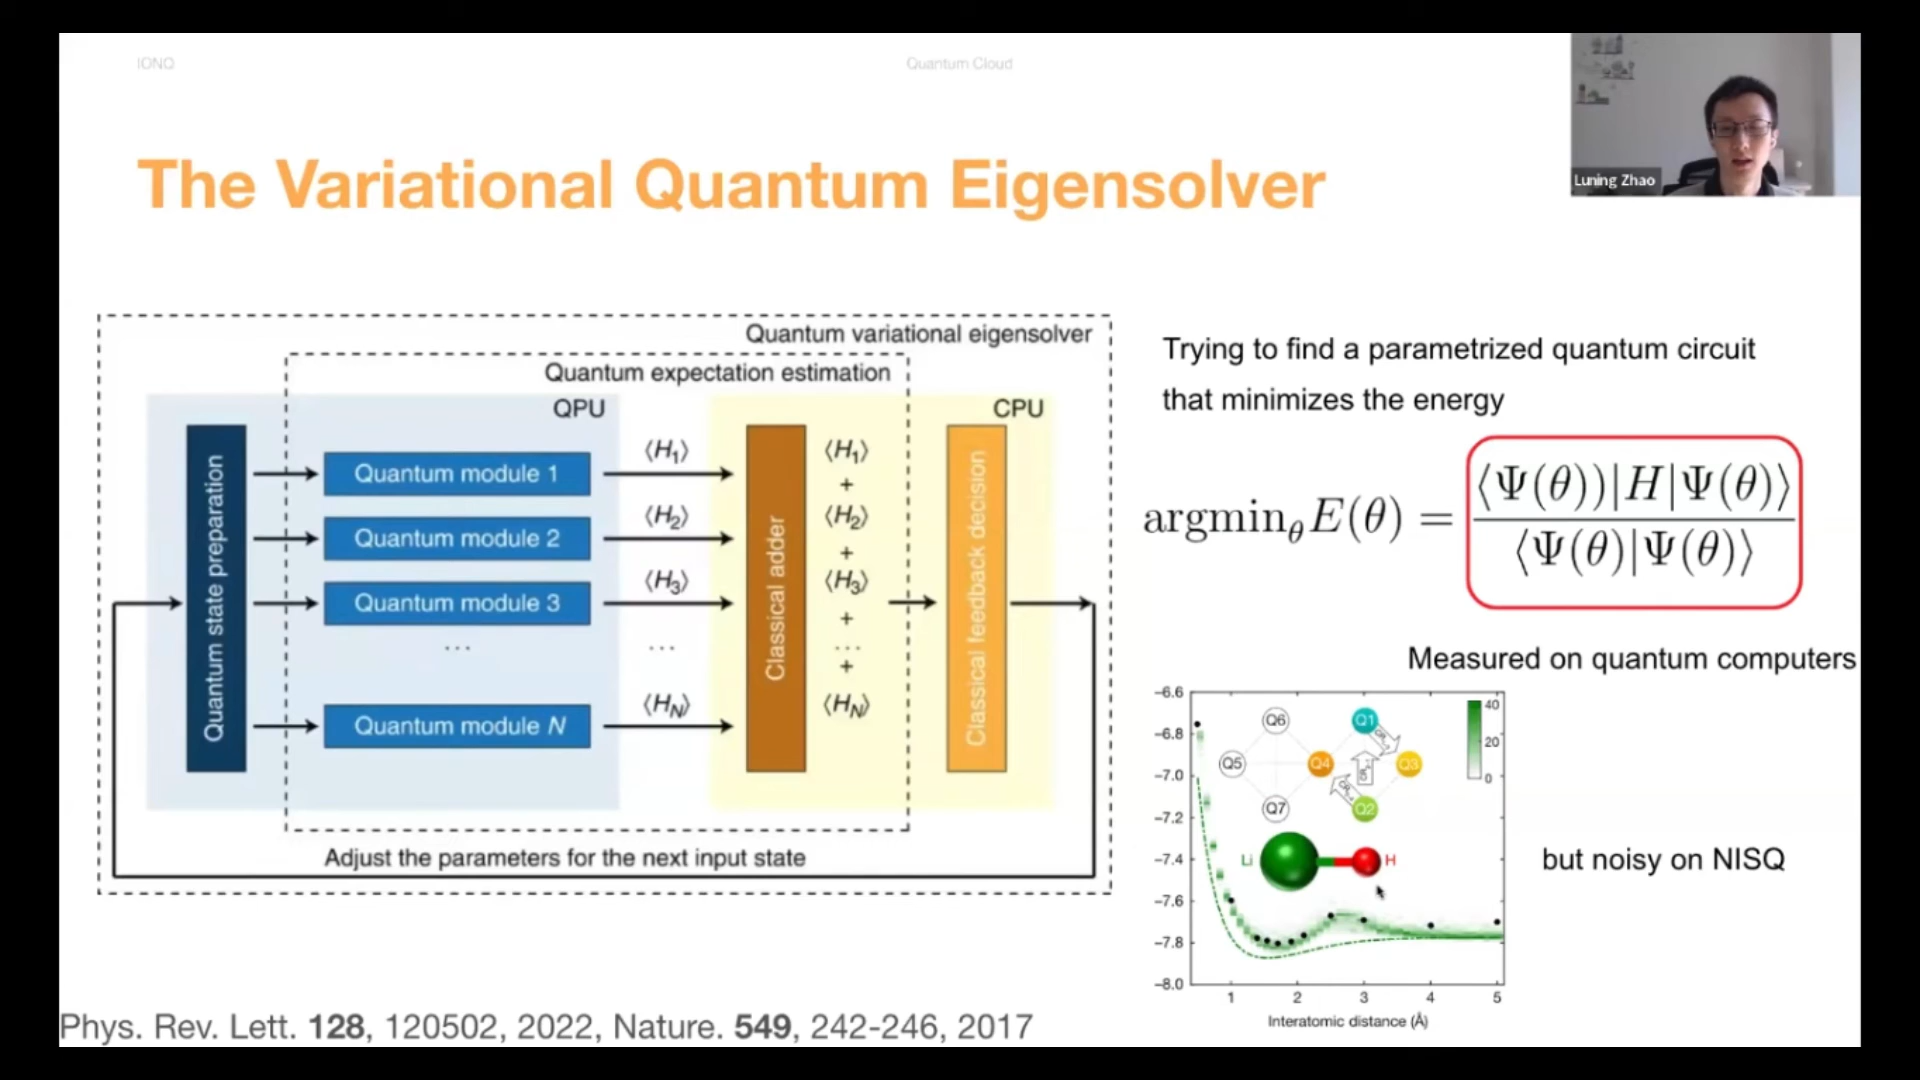 IONQ
Quantum Cloud
Luning Zhao
The Variational Quantum Eigensolver
Quantum variational eigensolver
Quantum expectation estimation
QPU
CPU
Quantum state preparation
Quantum module 1
Quantum module 2
Quantum module 3
...
Quantum module N
⟨H₁⟩
⟨H₂⟩
⟨H₃⟩
...
⟨H_N⟩
Classical adder
⟨H₁⟩
+
⟨H₂⟩
+
⟨H₃⟩
+
...
+
⟨H_N⟩
Classical feedback decision
Adjust the parameters for the next input state
Trying to find a parametrized quantum circuit
that minimizes the energy
argmin_θ E(θ) = ⟨Ψ(θ))|H|Ψ(θ)⟩
⟨Ψ(θ)|Ψ(θ)⟩
Measured on quantum computers
−6.6
−6.8
−7.0
−7.2
−7.4
−7.6
−7.8
−8.0
Q6
Q1
Q5
Q4
Q3
Q7
Q2
40
20
0
Li
H
1 2 3 4 5
Interatomic distance (Å)
but noisy on NISQ
Phys. Rev. Lett. 128, 120502, 2022, Nature. 549, 242-246, 2017